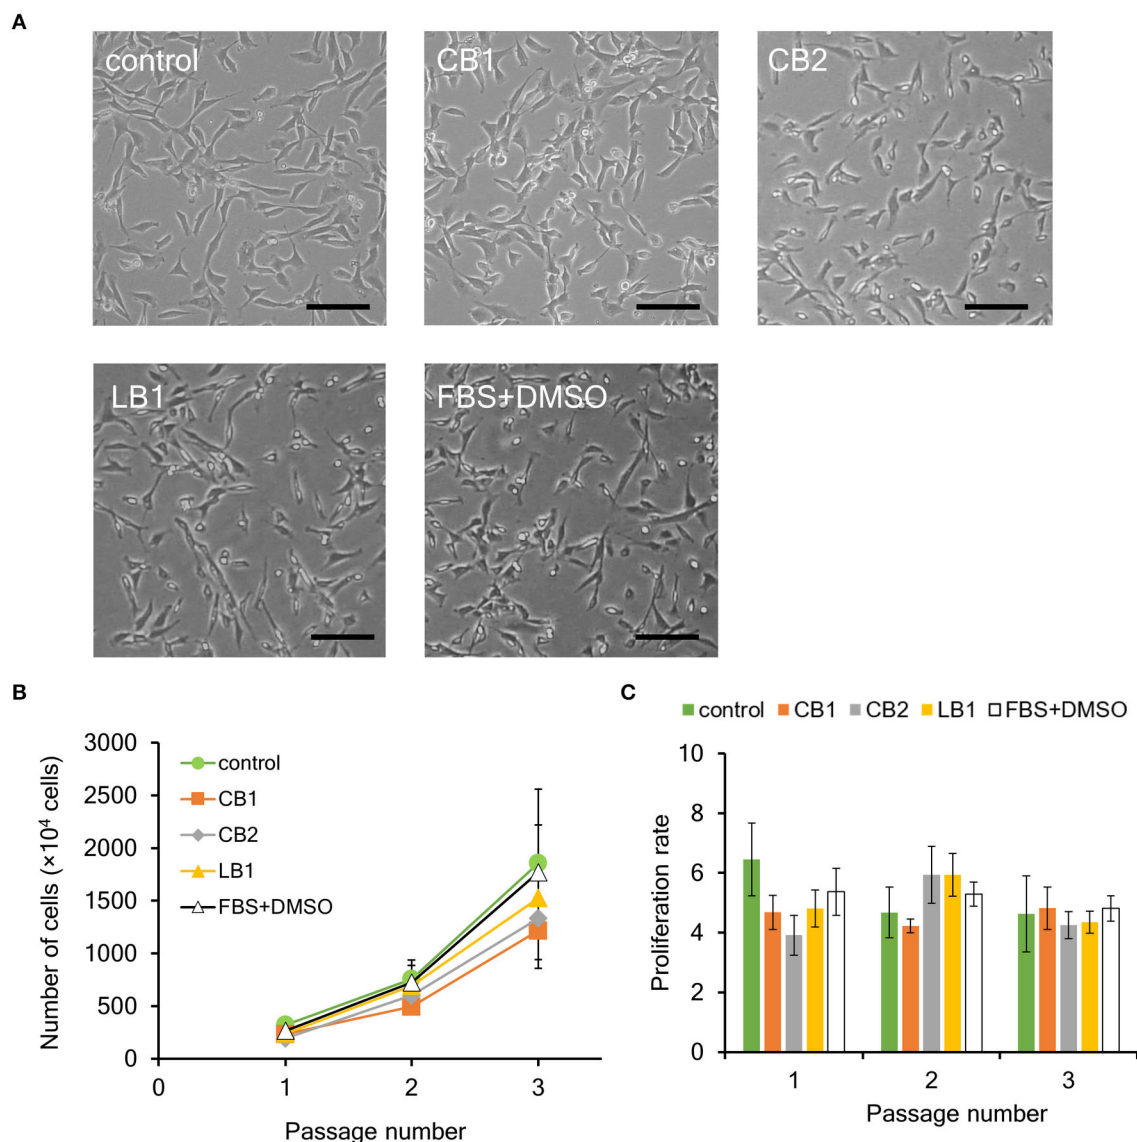 A
control
CB1
CB2
LB1
FBS+DMSO
B
Number of cells (×10⁴ cells)
3000
2500
2000
1500
1000
500
0
control
CB1
CB2
LB1
FBS+DMSO
0 1 2 3
Passage number
C
control CB1 CB2 LB1 FBS+DMSO
Proliferation rate
10
8
6
4
2
0
1 2 3
Passage number